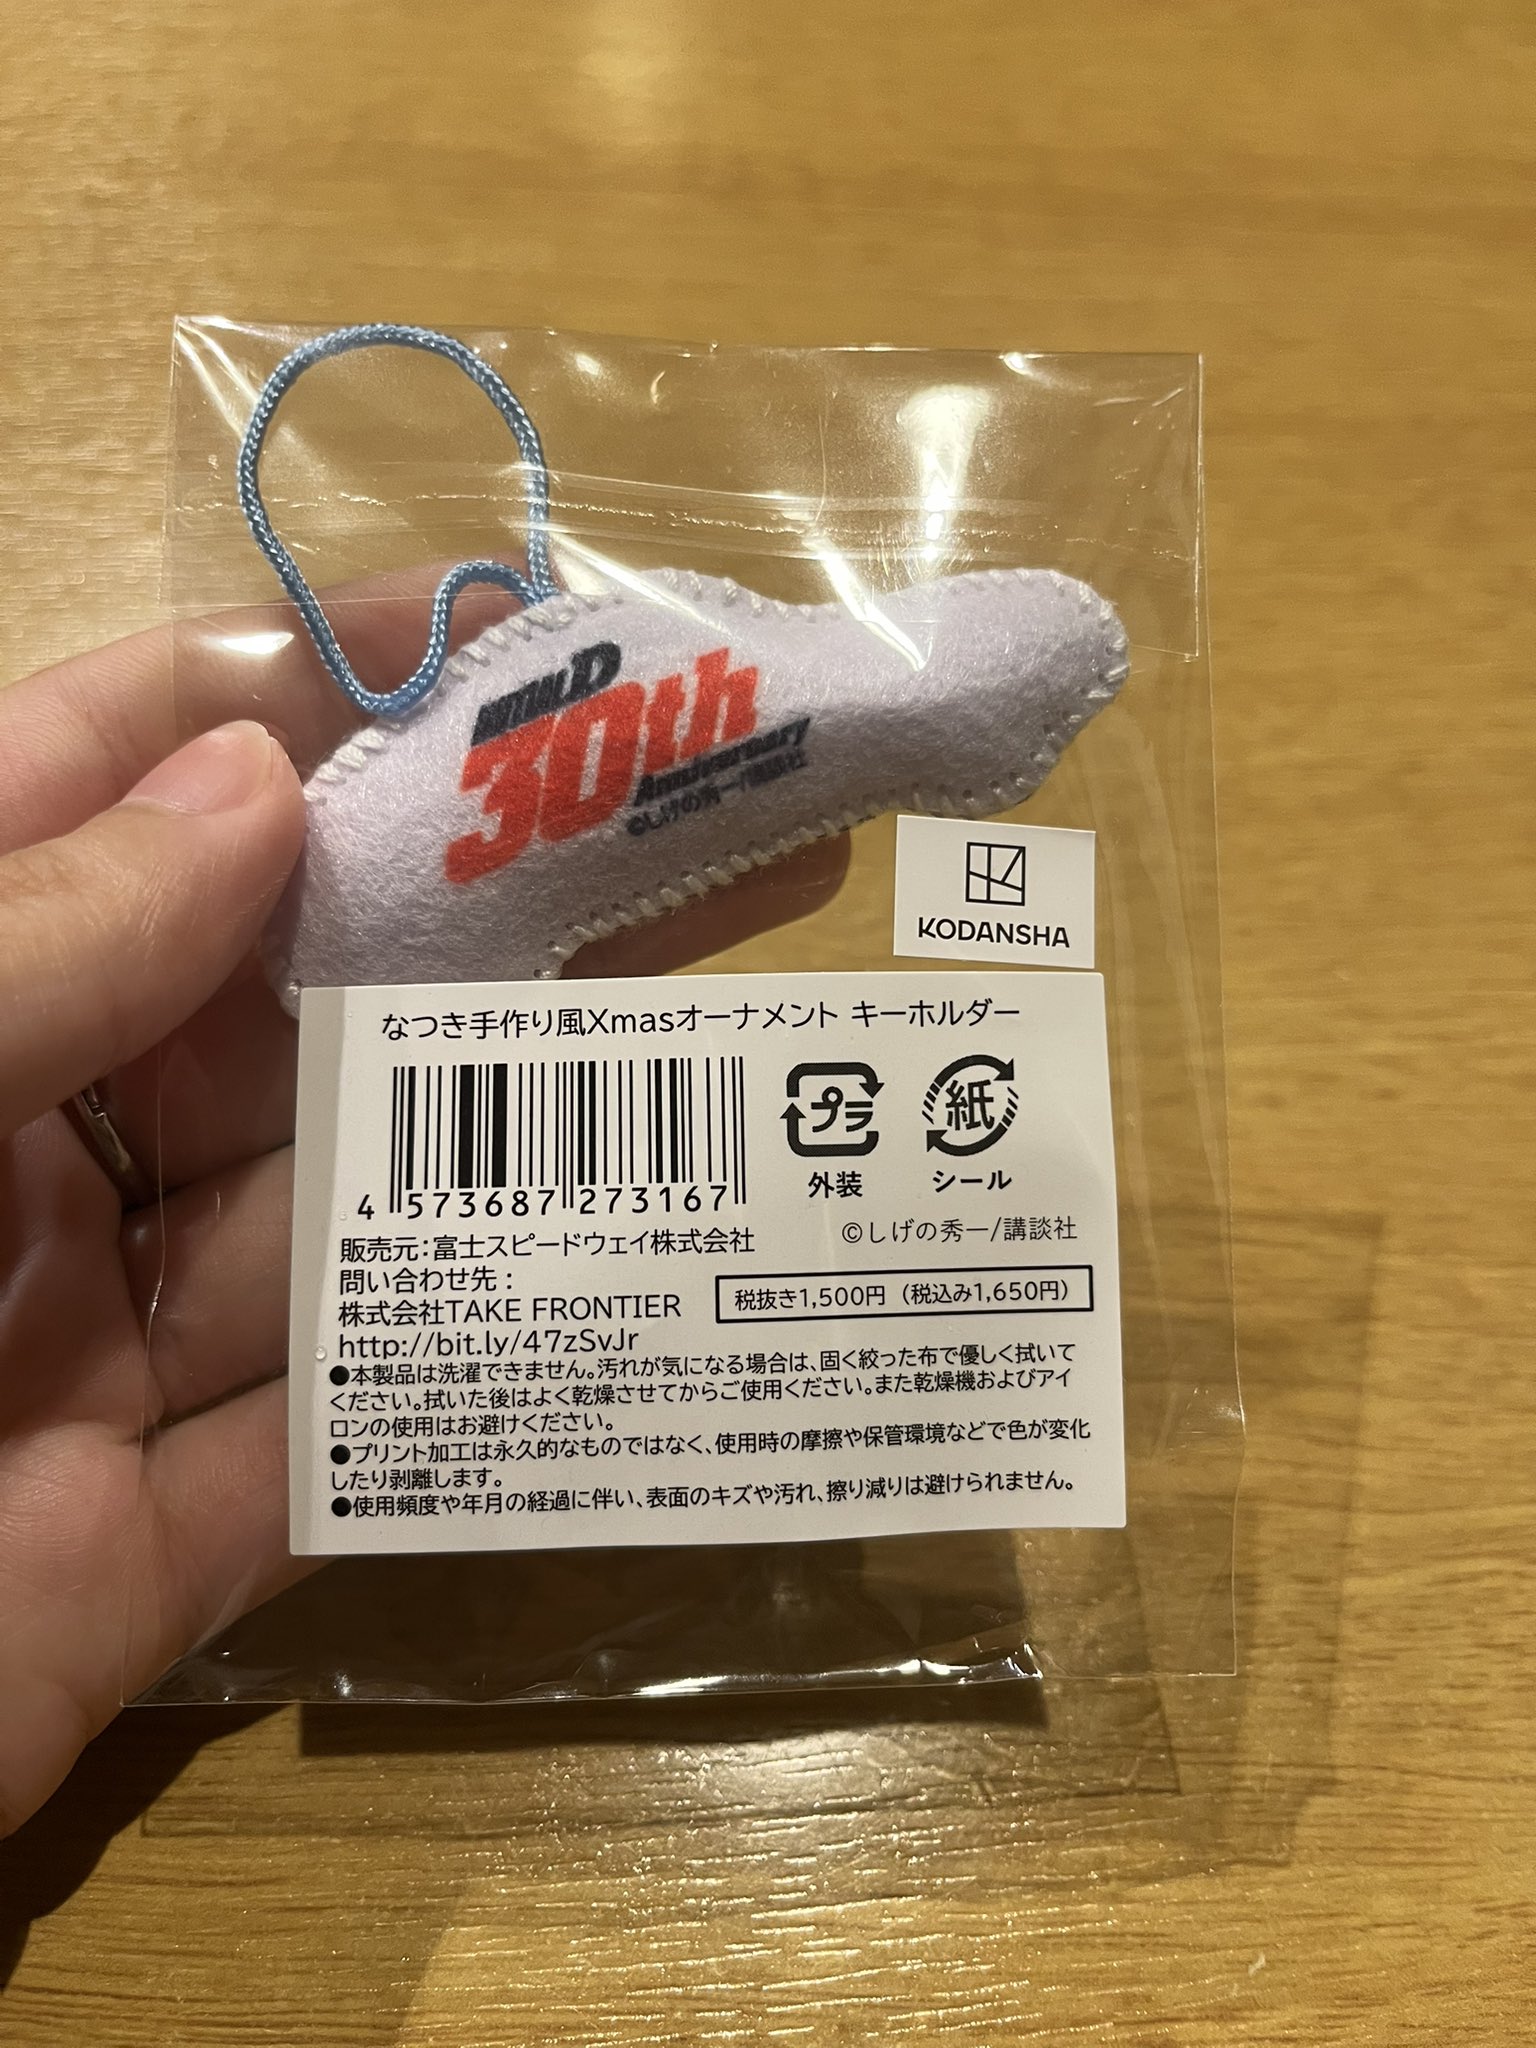 INITIAL D
30th
Anniversary
©しげの秀一/講談社
KODANSHA
なつき手作り風Xmasオーナメント キーホルダー
プラ
外装
紙
シール
4 573687 273167
©しげの秀一/講談社
販売元:富士スピードウェイ株式会社
問い合わせ先:
株式会社TAKE FRONTIER
http://bit.ly/47zSvJr
税抜き1,500円（税込み1,650円）
●本製品は洗濯できません。汚れが気になる場合は、固く絞った布で優しく拭いて
ください。拭いた後はよく乾燥させてからご使用ください。また乾燥機およびアイ
ロンの使用はお避けください。
●プリント加工は永久的なものではなく、使用時の摩擦や保管環境などで色が変化
したり剥離します。
●使用頻度や年月の経過に伴い、表面のキズや汚れ、擦り減りは避けられません。